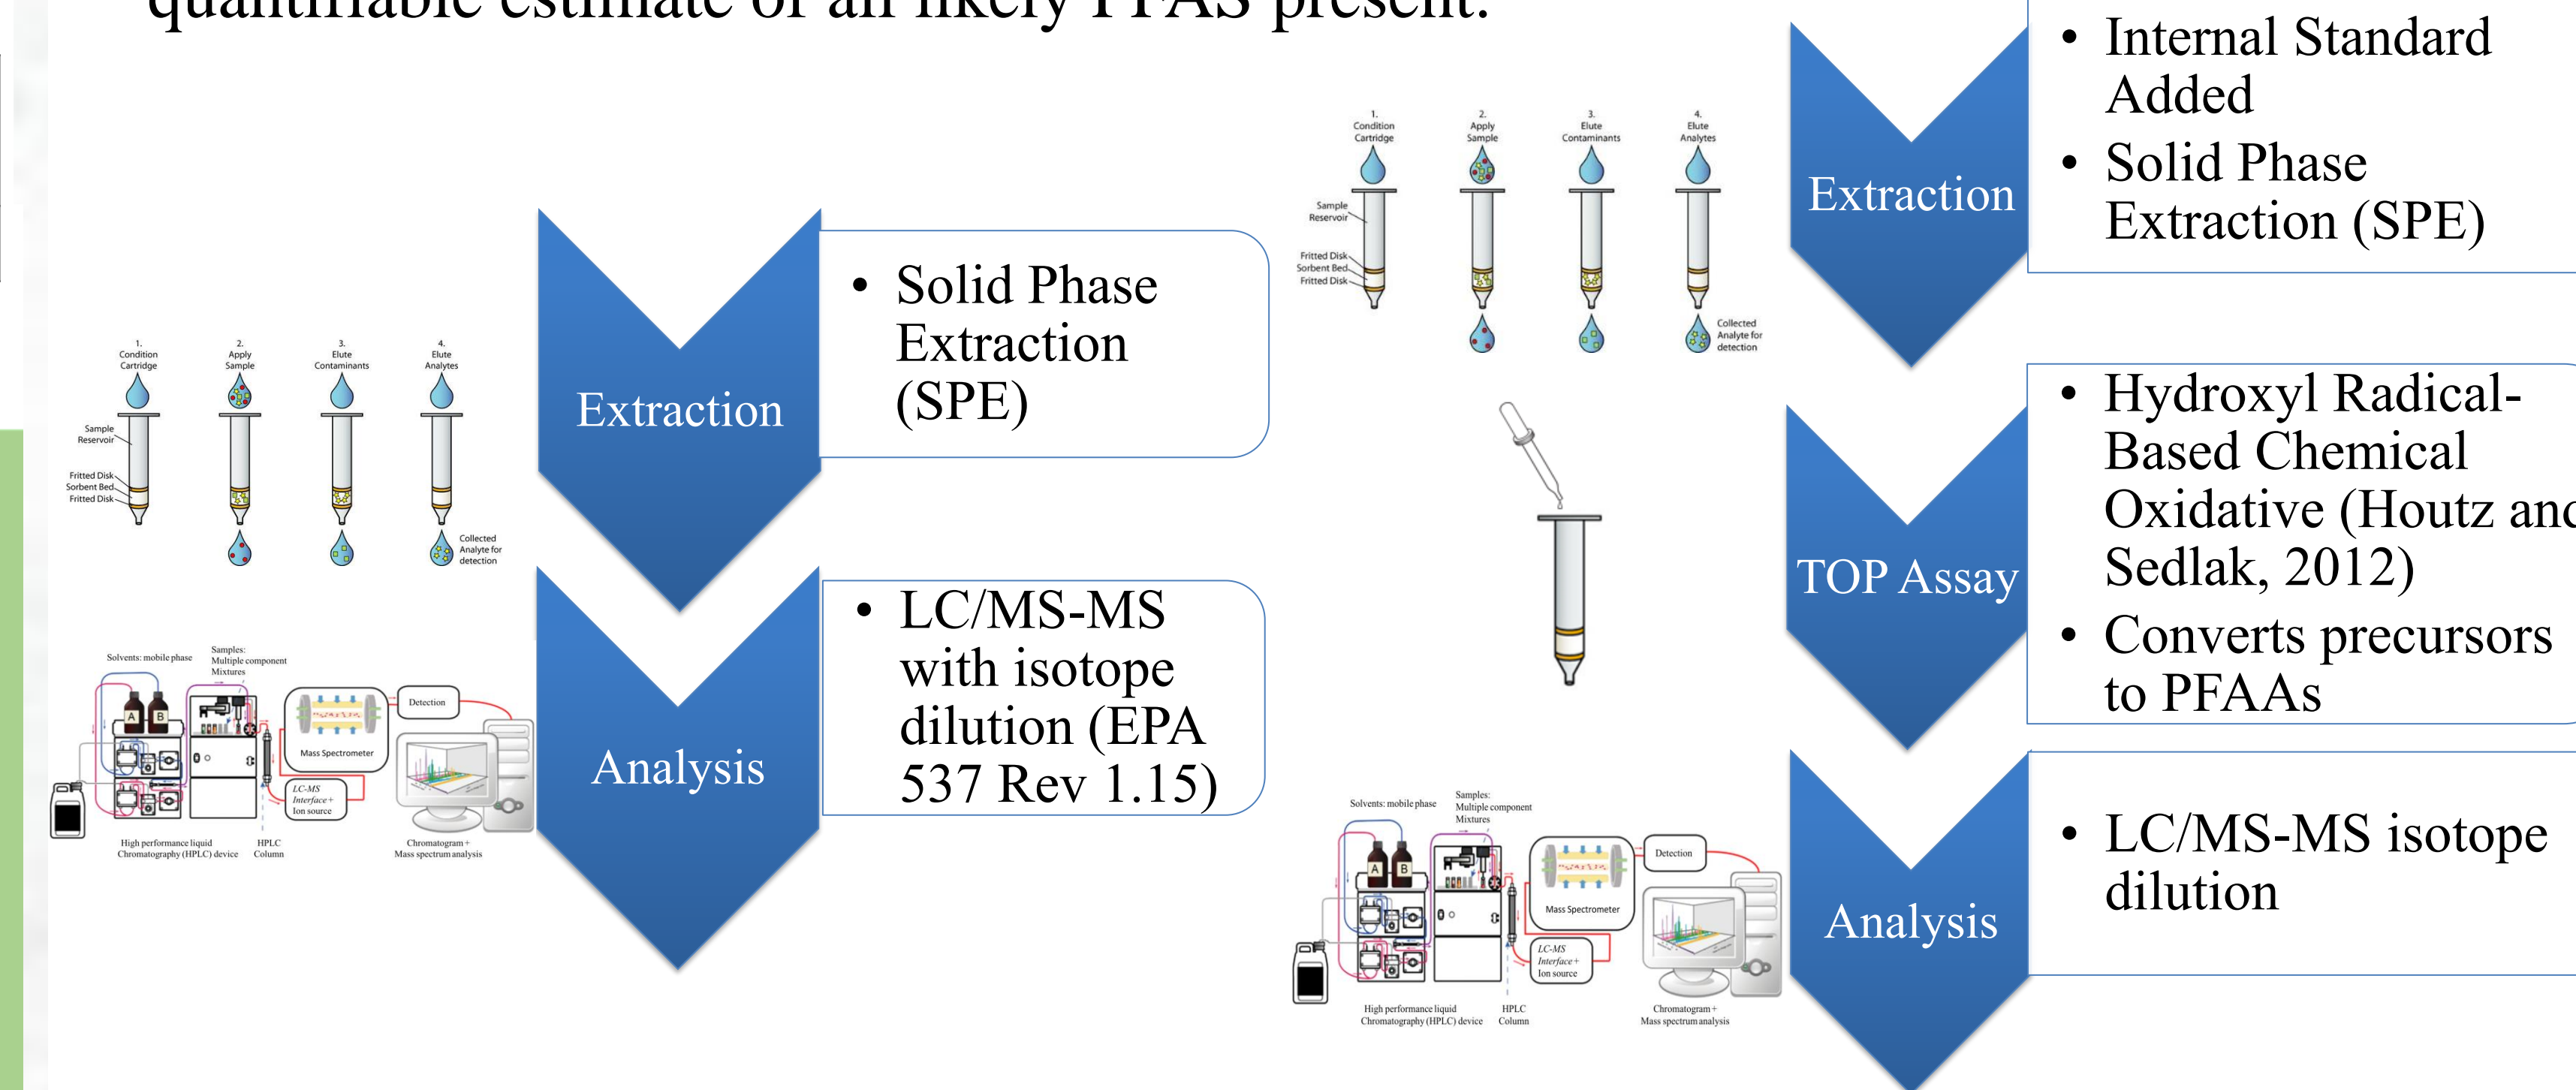 quantifiable estimate of all likely PFAS present.
1.
Condition
Cartridge
2.
Apply
Sample
3.
Elute
Contaminants
4.
Elute
Analytes
Sample
Reservoir
Fritted Disk
Sorbent Bed
Fritted Disk
Collected
Analyte for
detection
Extraction
• Solid Phase
Extraction
(SPE)
Solvents: mobile phase
Samples:
Multiple component
Mixtures
A
B
Mass Spectrometer
Detection
LC-MS
Interface +
Ion source
High performance liquid
Chromatography (HPLC) device
HPLC
Column
Chromatogram +
Mass spectrum analysis
Analysis
• LC/MS-MS
with isotope
dilution (EPA
537 Rev 1.15)
1.
Condition
Cartridge
2.
Apply
Sample
3.
Elute
Contaminants
4.
Elute
Analytes
Sample
Reservoir
Fritted Disk
Sorbent Bed
Fritted Disk
Collected
Analyte for
detection
Extraction
• Internal Standard
Added
• Solid Phase
Extraction (SPE)
TOP Assay
• Hydroxyl Radical-
Based Chemical
Oxidative (Houtz and
Sedlak, 2012)
• Converts precursors
to PFAAs
Solvents: mobile phase
Samples:
Multiple component
Mixtures
A
B
Mass Spectrometer
Detection
LC-MS
Interface +
Ion source
High performance liquid
Chromatography (HPLC) device
HPLC
Column
Chromatogram +
Mass spectrum analysis
Analysis
• LC/MS-MS isotope
dilution